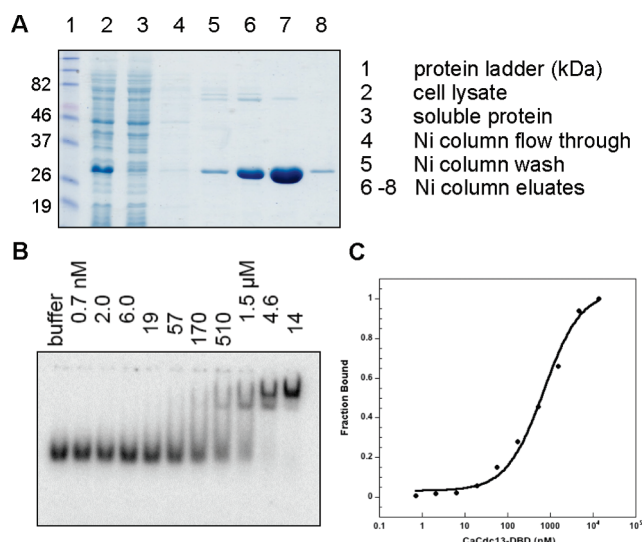 A
1 2 3 4 5 6 7 8
82
46
37
26
19
1 protein ladder (kDa)
2 cell lysate
3 soluble protein
4 Ni column flow through
5 Ni column wash
6 -8 Ni column eluates
B
buffer
0.7 nM
2.0
6.0
19
57
170
510
1.5 μM
4.6
14
C
Fraction Bound
1
0.8
0.6
0.4
0.2
0
0.1 1 10 100 1000 10⁴ 10⁵
CaCdc13-DBD (nM)